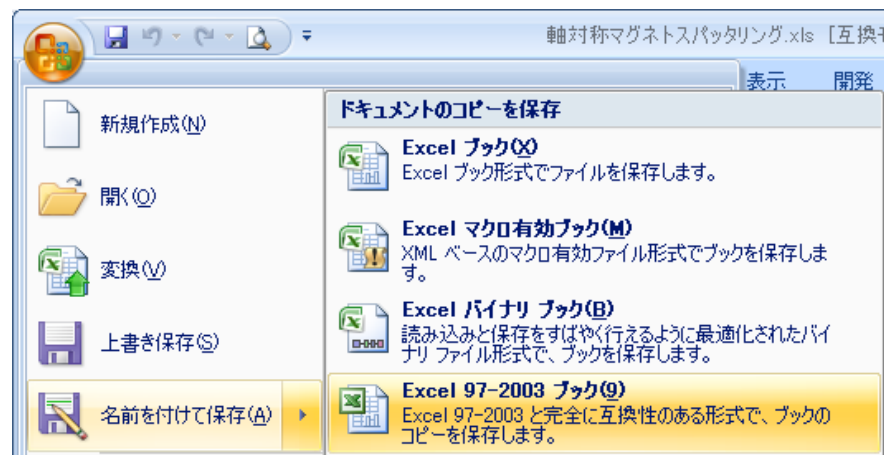 軸対称マグネトスパッタリング.xls [互換モ
表示 開発
新規作成(N)
開く(O)
変換(V)
上書き保存(S)
名前を付けて保存(A)
ドキュメントのコピーを保存
Excel ブック(X)
Excel ブック形式でファイルを保存します。
Excel マクロ有効ブック(M)
XML ベースのマクロ有効ファイル形式でブックを保存しま
す。
Excel バイナリ ブック(B)
読み込みと保存をすばやく行えるように最適化されたバイ
ナリ ファイル形式で、ブックを保存します。
Excel 97-2003 ブック(9)
Excel 97-2003 と完全に互換性のある形式で、ブックの
コピーを保存します。